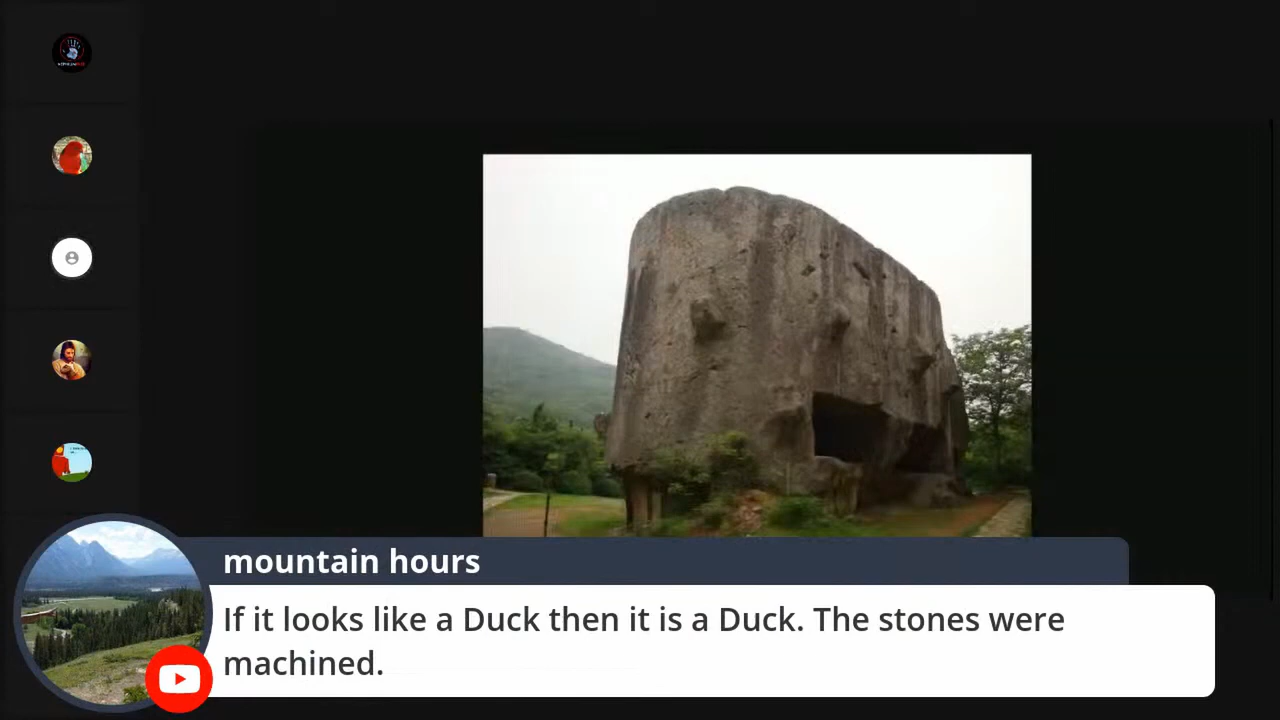 mountain hours
If it looks like a Duck then it is a Duck. The stones were
machined.